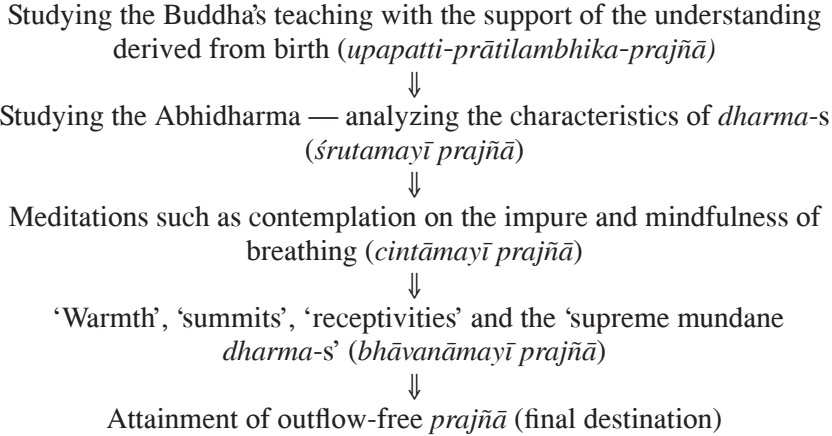 Studying the Buddha’s teaching with the support of the understanding
derived from birth (upapatti-prātilambhika-prajñā)
⇓
Studying the Abhidharma — analyzing the characteristics of dharma-s
(śrutamayī prajñā)
⇓
Meditations such as contemplation on the impure and mindfulness of
breathing (cintāmayī prajñā)
⇓
‘Warmth’, ‘summits’, ‘receptivities’ and the ‘supreme mundane
dharma-s’ (bhāvanāmayī prajñā)
⇓
Attainment of outflow-free prajñā (final destination)